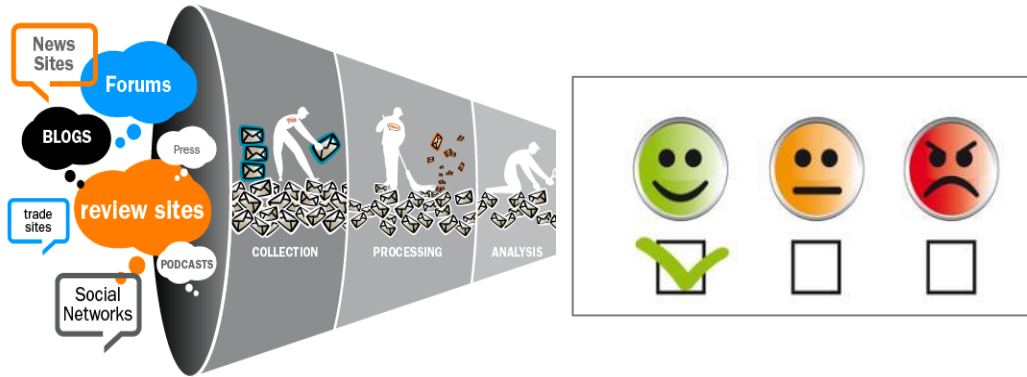 News
Sites
Forums
BLOGS
Press
review sites
trade
sites
PODCASTS
Social
Networks
COLLECTION
PROCESSING
ANALYSIS